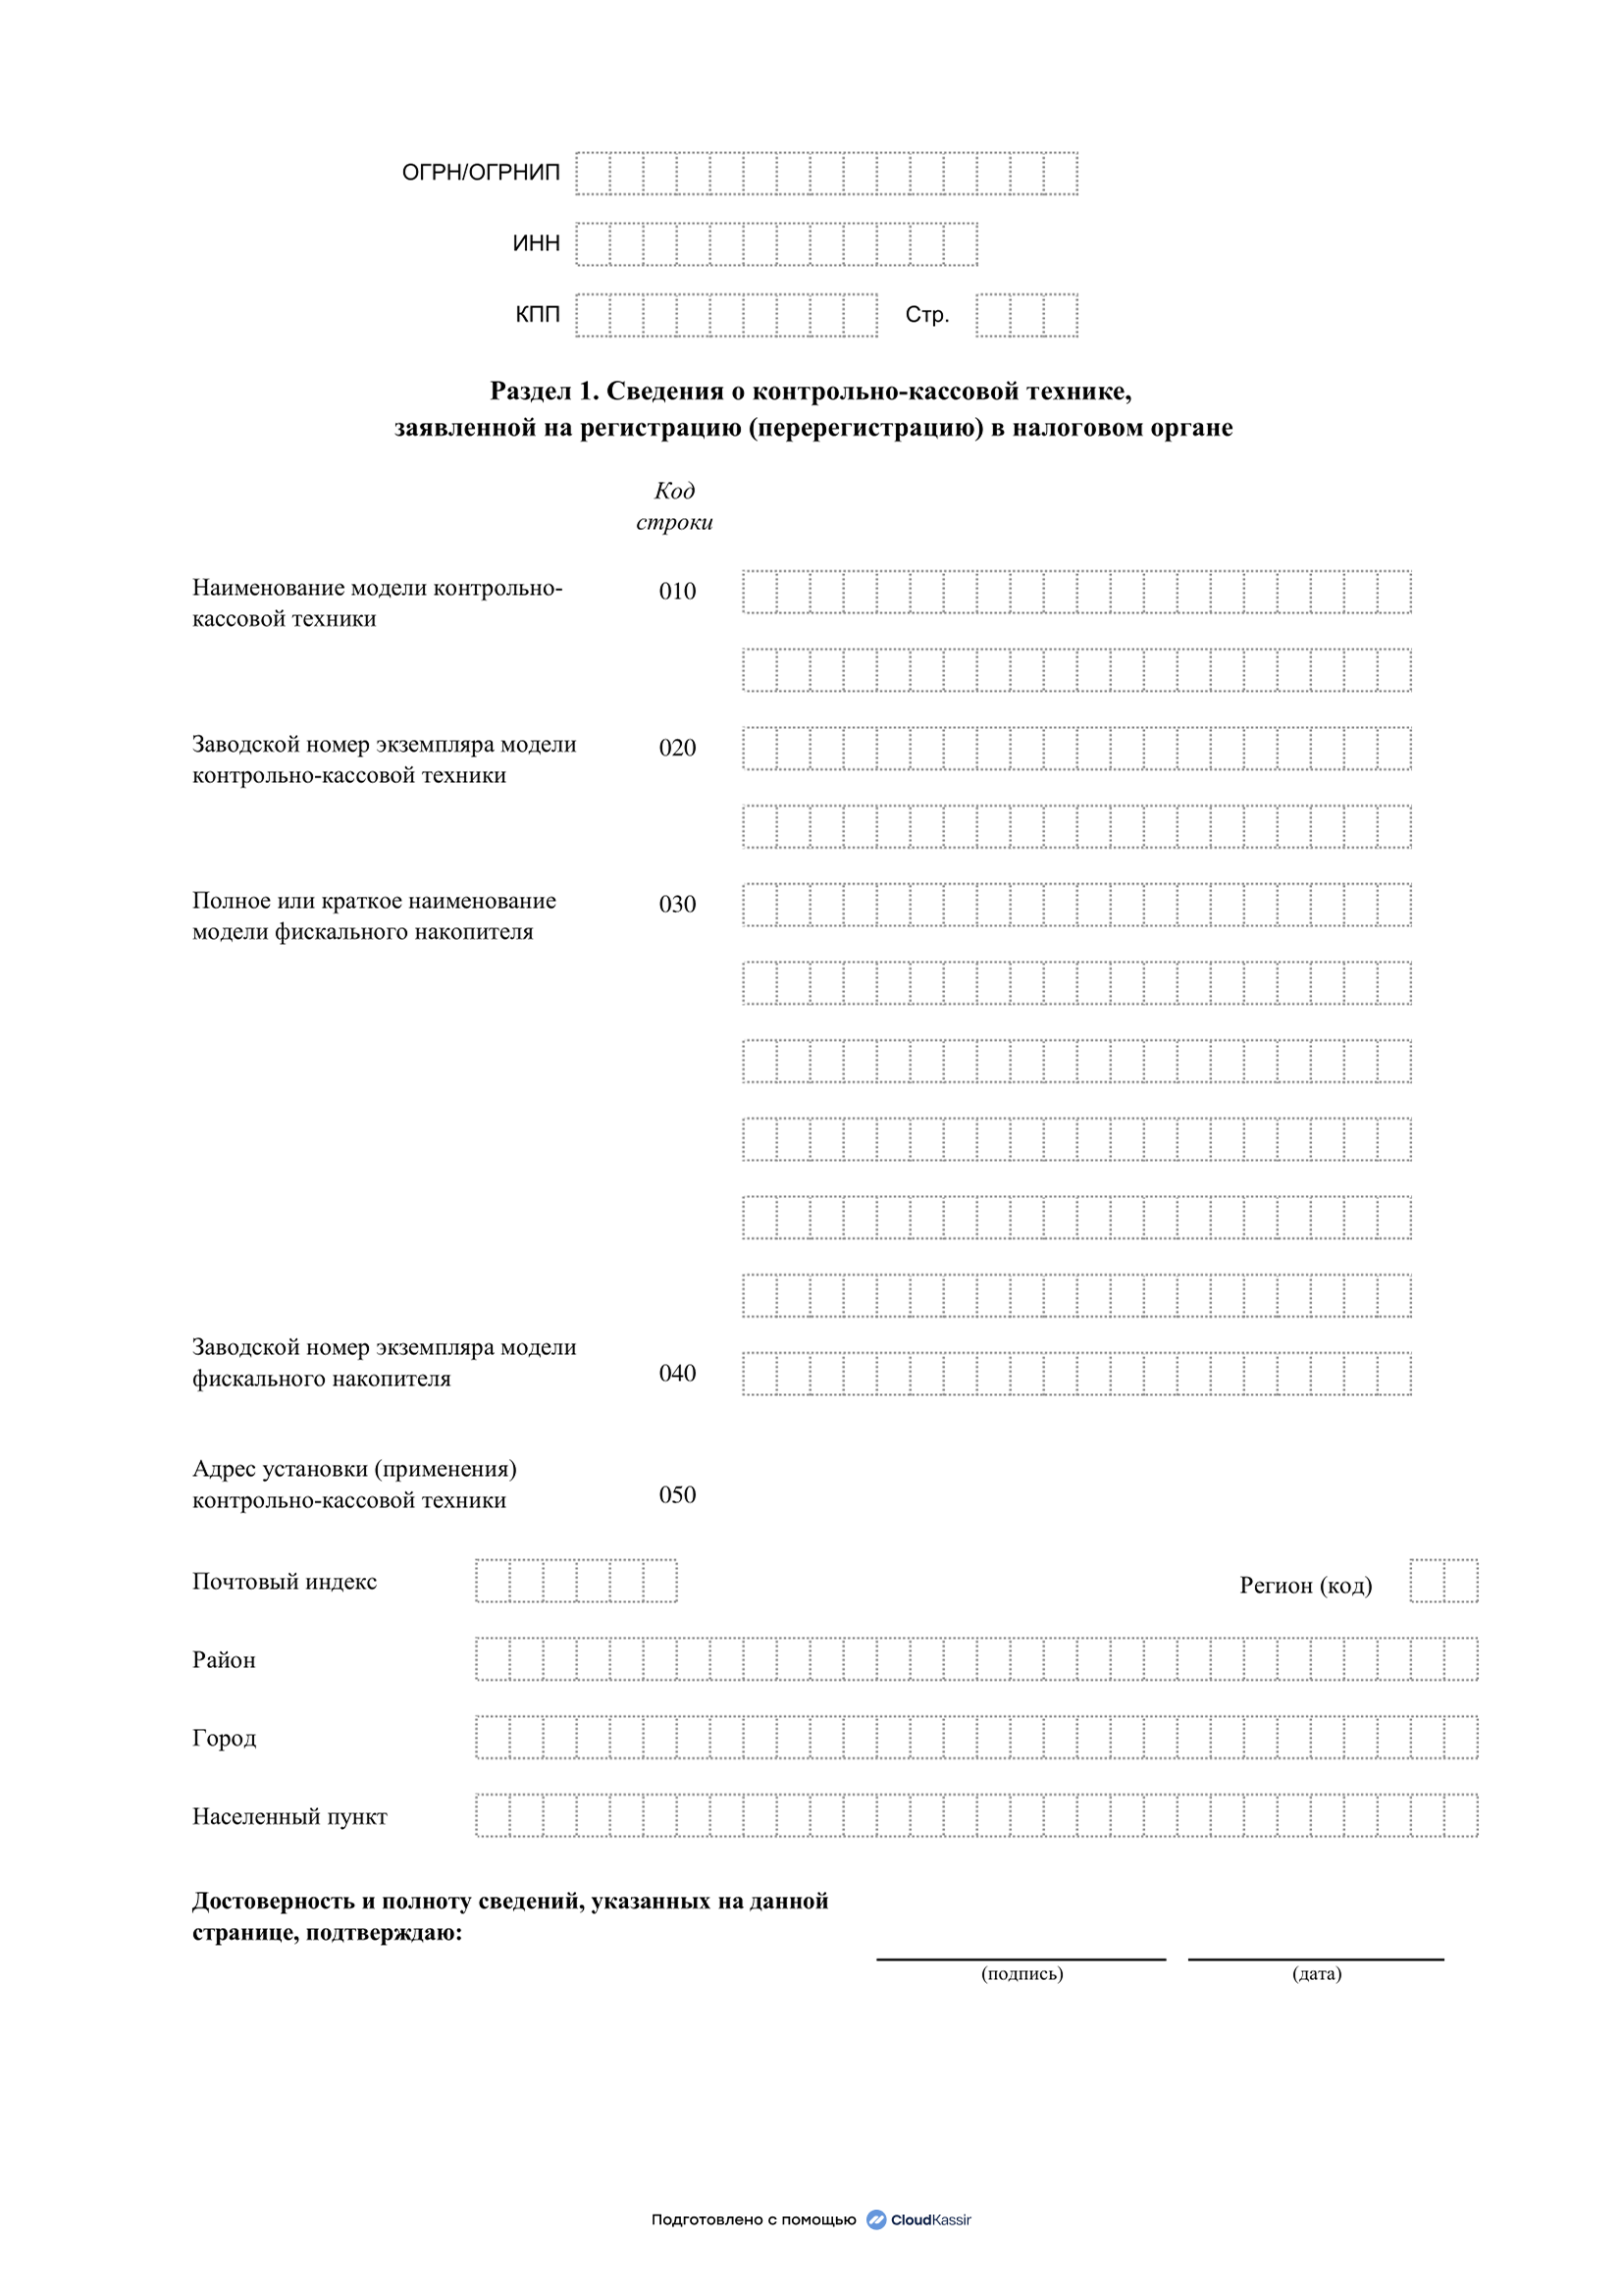 ОГРН/ОГРНИП
ИНН
КПП Стр.
Раздел 1. Сведения о контрольно-кассовой технике,
заявленной на регистрацию (перерегистрацию) в налоговом органе
Код
строки
Наименование модели контрольно- 010
кассовой техники
Заводской номер экземпляра модели 020
контрольно-кассовой техники
Полное или краткое наименование 030
модели фискального накопителя
Заводской номер экземпляра модели
фискального накопителя 040
Адрес установки (применения)
контрольно-кассовой техники 050
Почтовый индекс Регион (код)
Район
Город
Населенный пункт
Достоверность и полноту сведений, указанных на данной
странице, подтверждаю:
(подпись) (дата)
Подготовлено с помощью CloudKassir